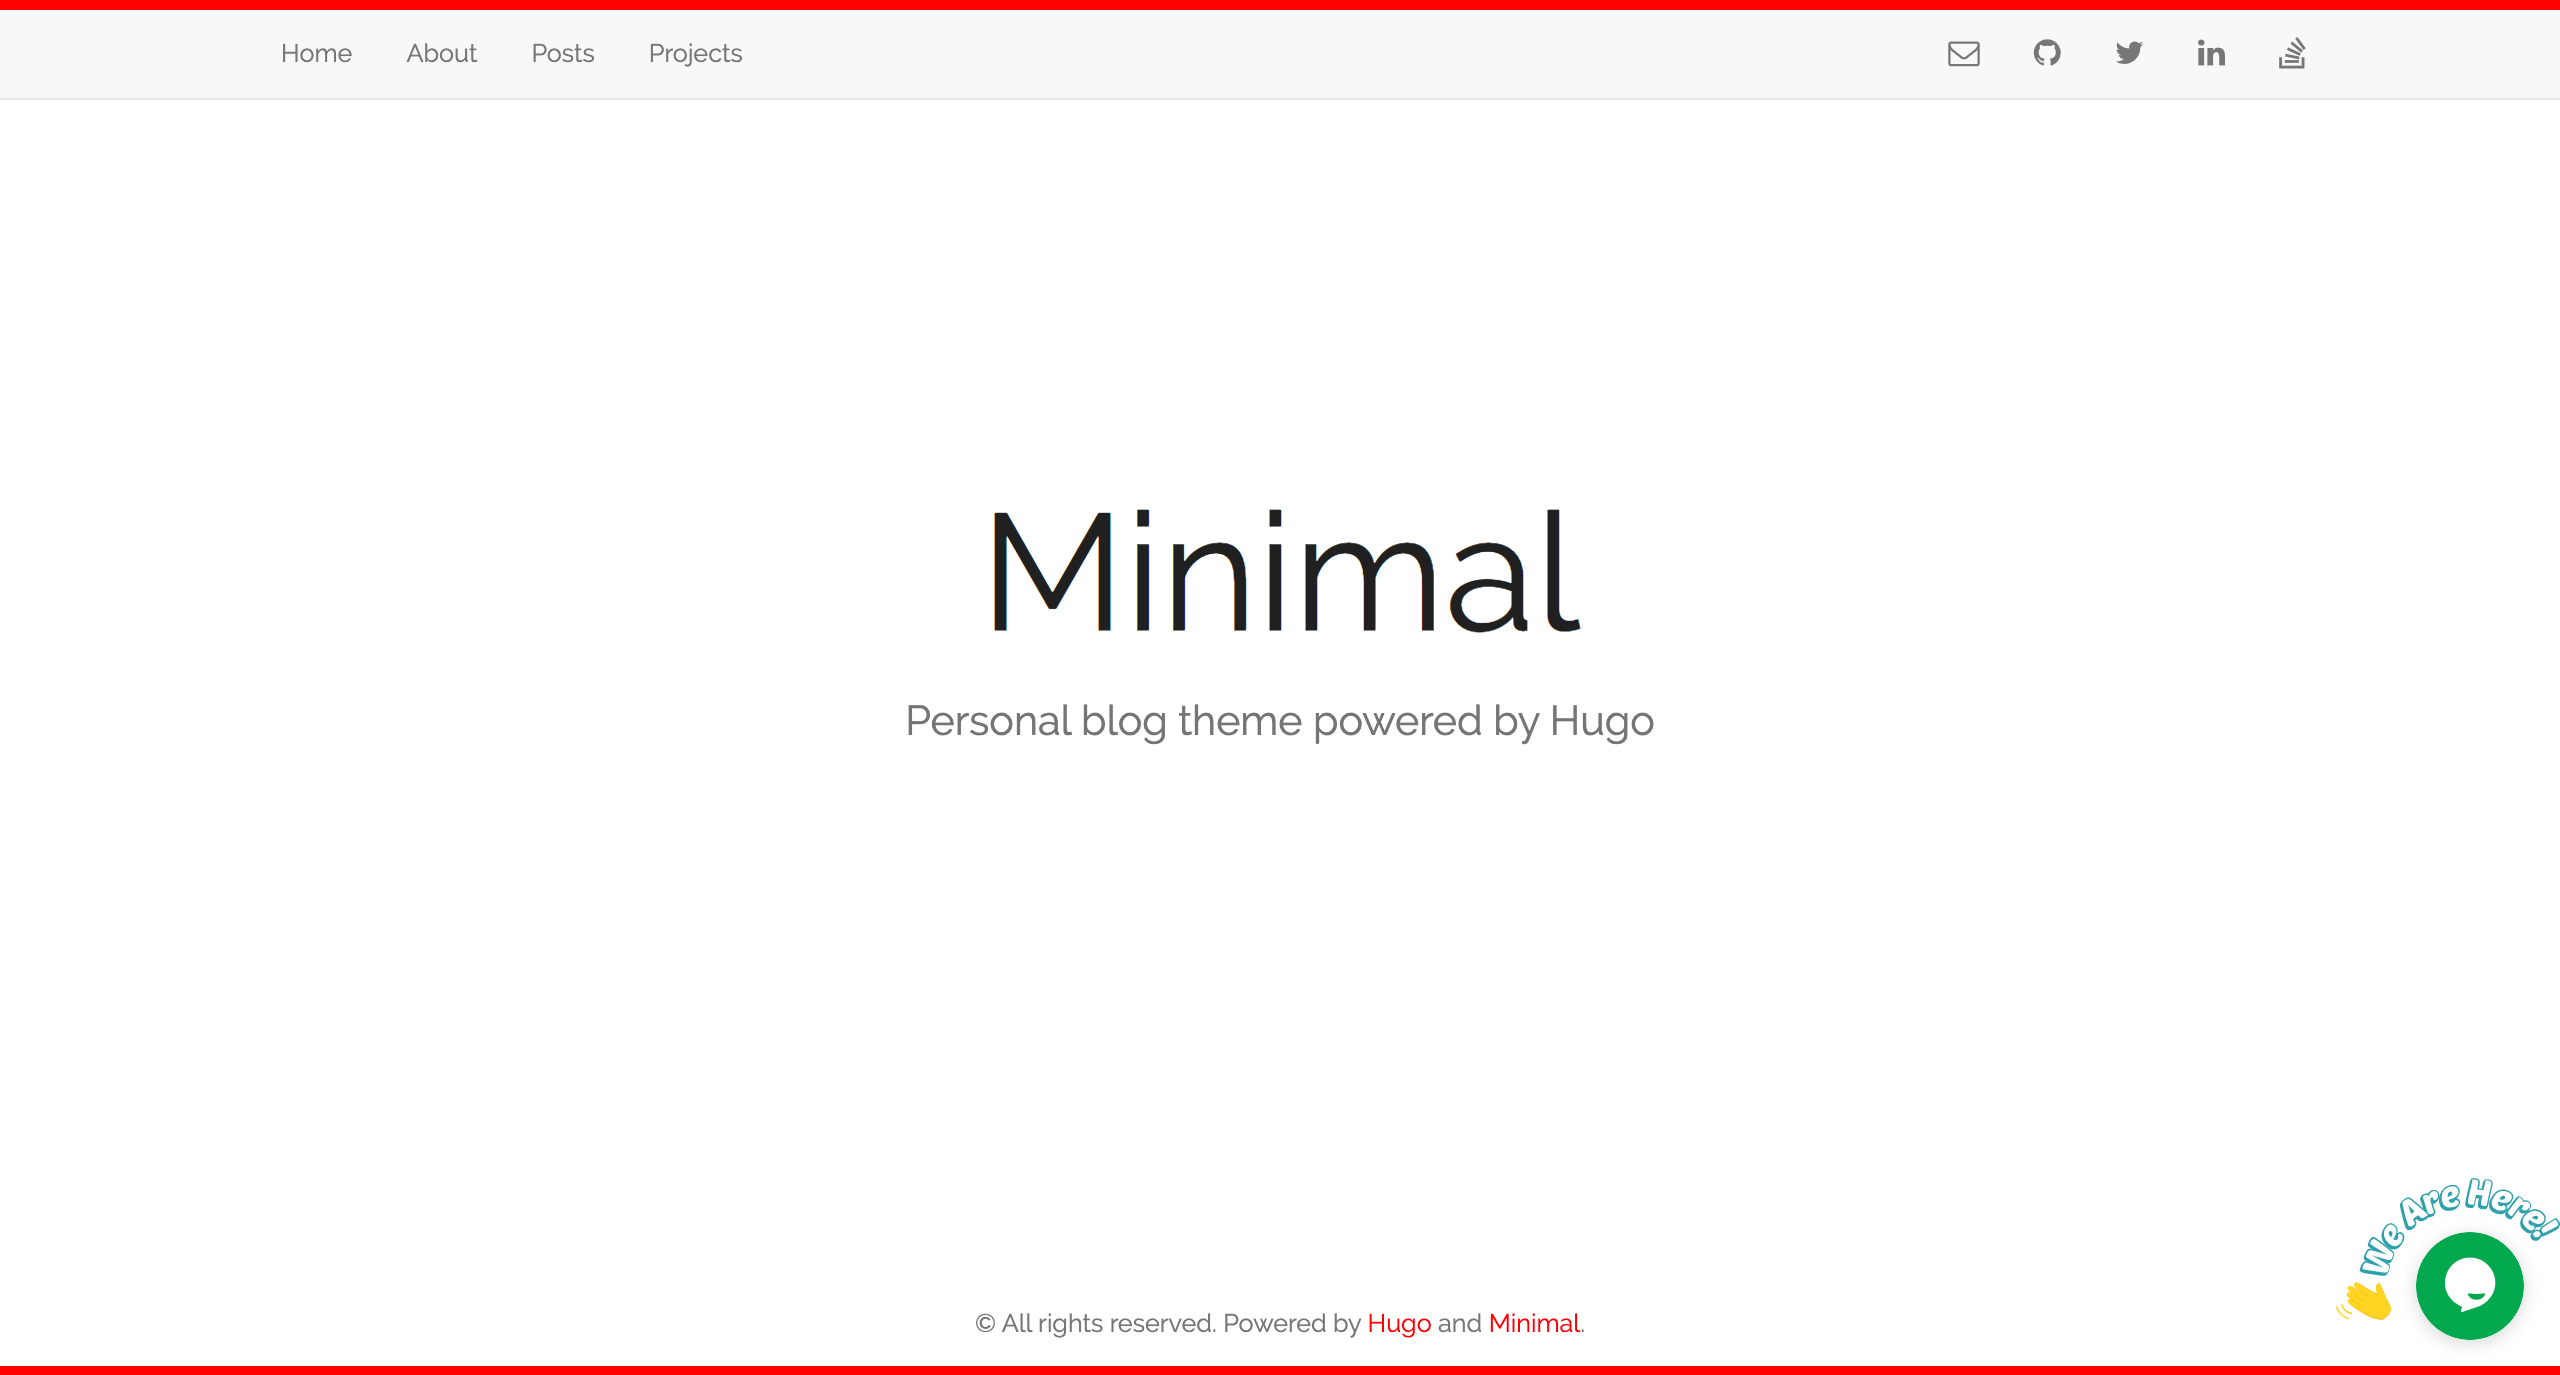 Home About Posts Projects
Minimal
Personal blog theme powered by Hugo
We Are Here!
© All rights reserved. Powered by Hugo and Minimal.